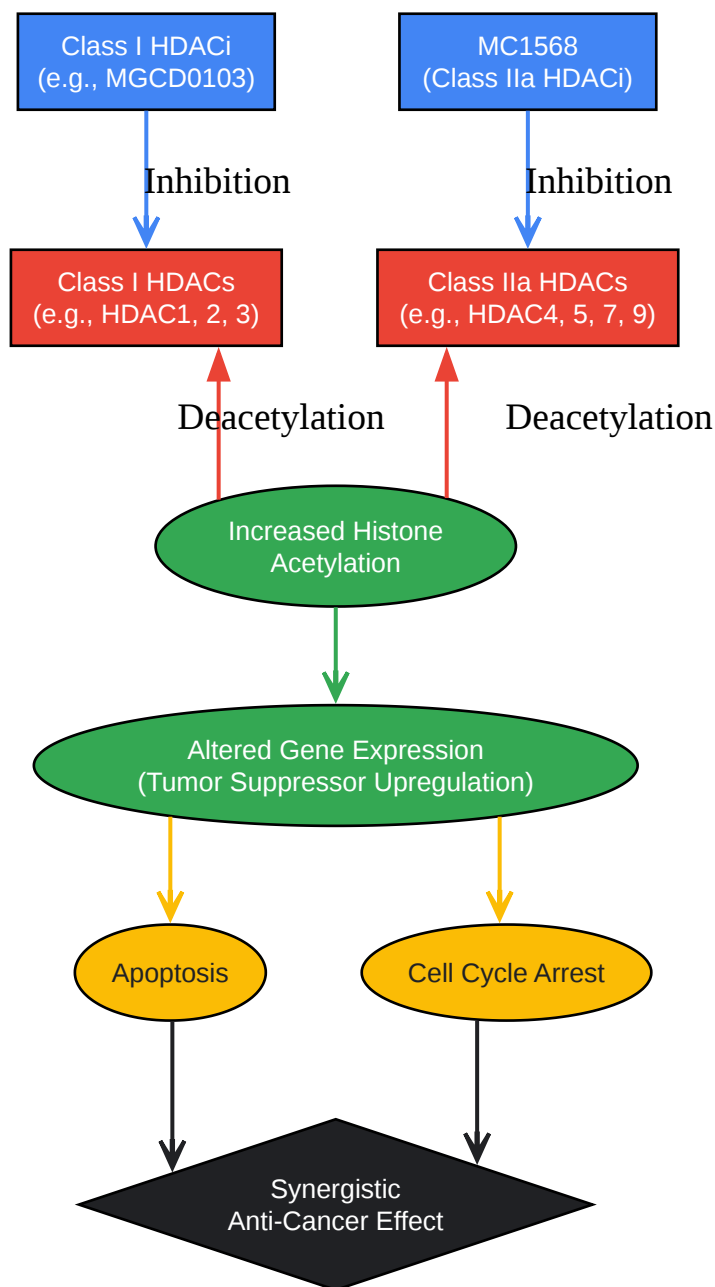 Class I HDACi
(e.g., MGCD0103)
MC1568
(Class IIa HDACi)
Inhibition
Inhibition
Class I HDACs
(e.g., HDAC1, 2, 3)
Class IIa HDACs
(e.g., HDAC4, 5, 7, 9)
Deacetylation
Deacetylation
Increased Histone
Acetylation
Altered Gene Expression
(Tumor Suppressor Upregulation)
Apoptosis
Cell Cycle Arrest
Synergistic
Anti-Cancer Effect